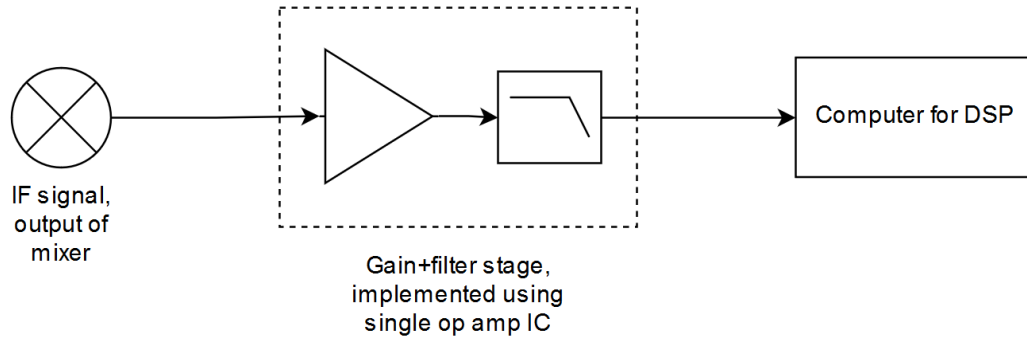 IF signal,
output of
mixer
Gain+filter stage,
implemented using
single op amp IC
Computer for DSP